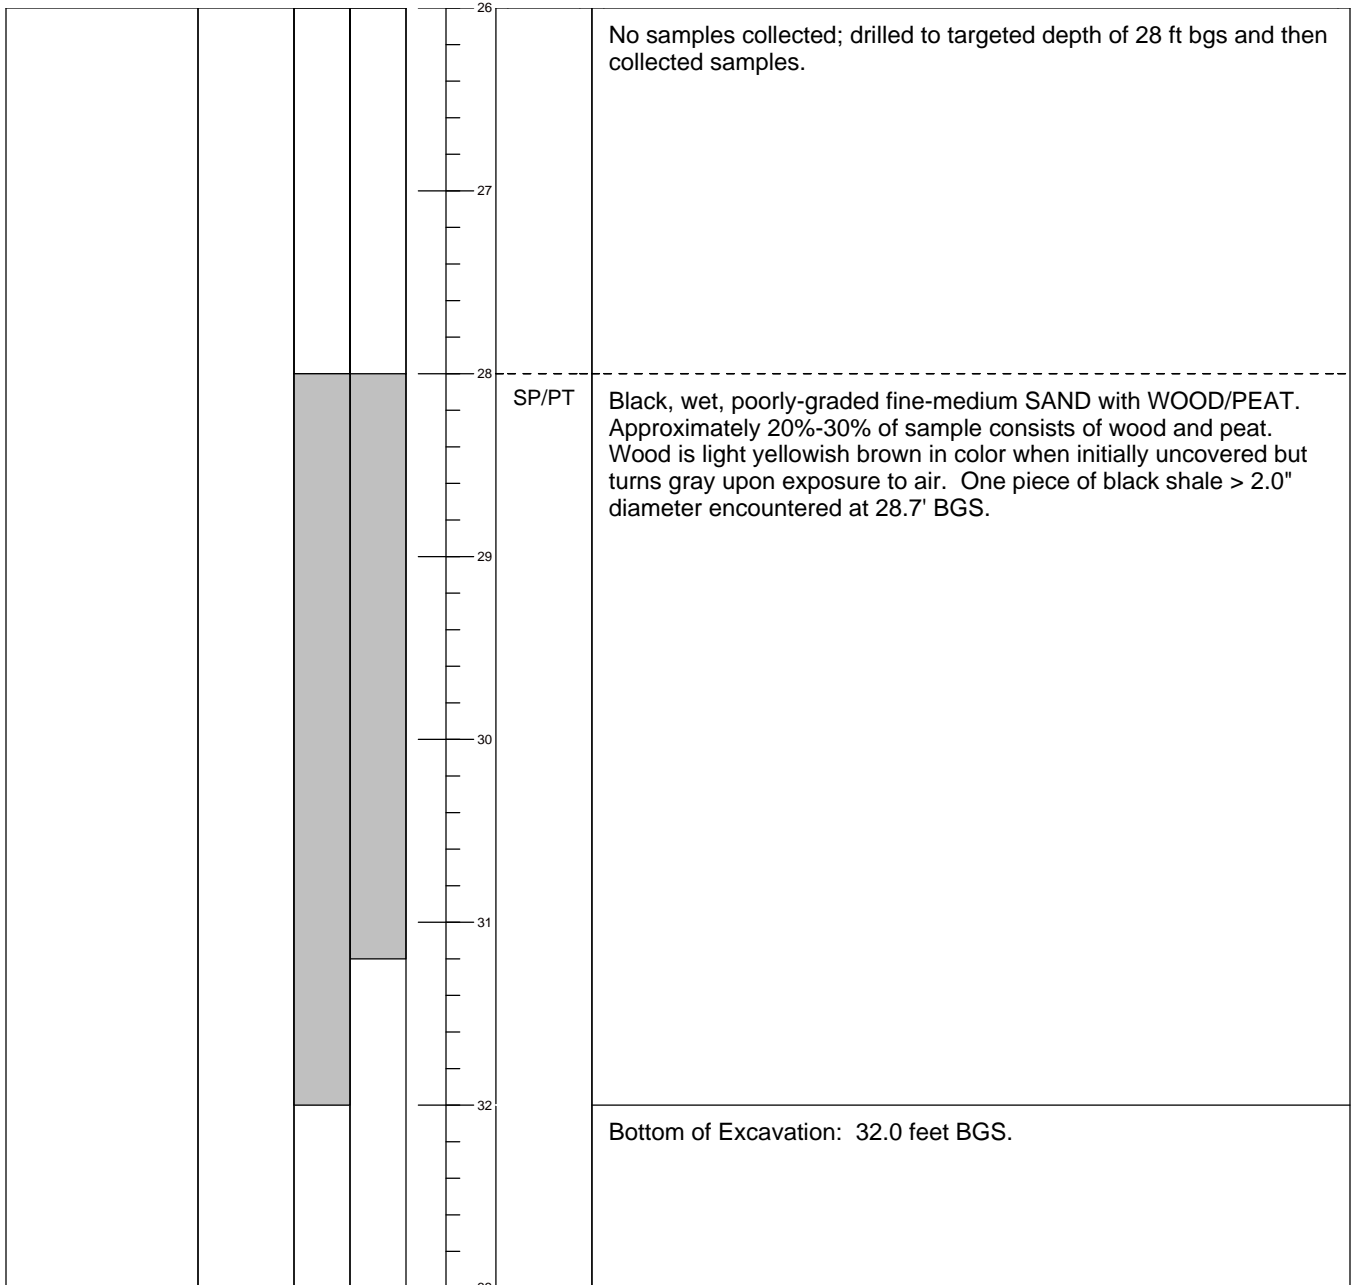 26
No samples collected; drilled to targeted depth of 28 ft bgs and then
collected samples.
27
28
SP/PT
Black, wet, poorly-graded fine-medium SAND with WOOD/PEAT.
Approximately 20%-30% of sample consists of wood and peat.
Wood is light yellowish brown in color when initially uncovered but
turns gray upon exposure to air.  One piece of black shale > 2.0"
diameter encountered at 28.7' BGS.
29
30
31
32
Bottom of Excavation:  32.0 feet BGS.